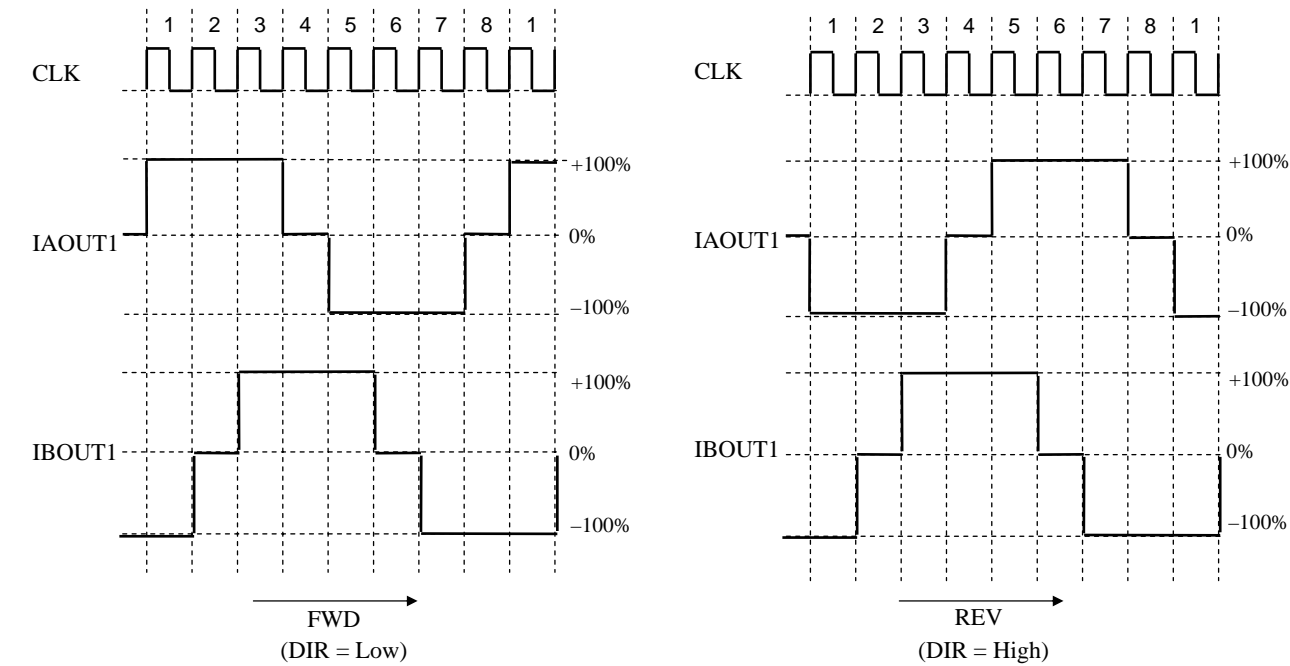 1 2 3 4 5 6 7 8 1
CLK
+100%
IAOUT1
0%
–100%
+100%
IBOUT1
0%
–100%
FWD
(DIR = Low)
1 2 3 4 5 6 7 8 1
CLK
+100%
IAOUT1
0%
–100%
+100%
IBOUT1
0%
–100%
REV
(DIR = High)